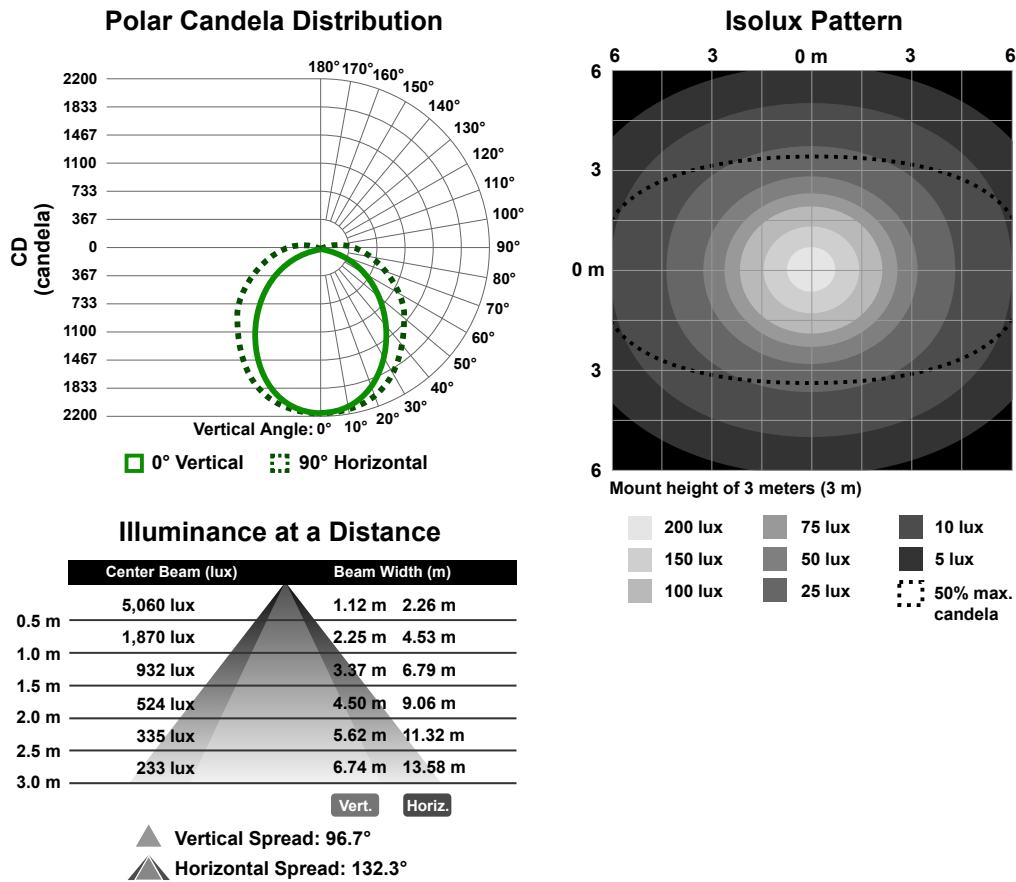 Polar Candela Distribution
180° 170° 160° 150° 140° 130° 120° 110° 100° 90° 80° 70° 60° 50° 40° 30° 20° 10° 0°
2200
1833
1467
1100
733
367
0
367
733
1100
1467
1833
2200
CD
(candela)
Vertical Angle:
0° Vertical 90° Horizontal
Isolux Pattern
6 3 0 m 3 6
6
3
0 m
3
6
Mount height of 3 meters (3 m)
200 lux 75 lux 10 lux
150 lux 50 lux 5 lux
100 lux 25 lux 50% max.
candela
Illuminance at a Distance
Center Beam (lux) Beam Width (m)
5,060 lux 1.12 m 2.26 m
0.5 m
1,870 lux 2.25 m 4.53 m
1.0 m
932 lux 3.37 m 6.79 m
1.5 m
524 lux 4.50 m 9.06 m
2.0 m
335 lux 5.62 m 11.32 m
2.5 m
233 lux 6.74 m 13.58 m
3.0 m
Vert. Horiz.
Vertical Spread: 96.7°
Horizontal Spread: 132.3°